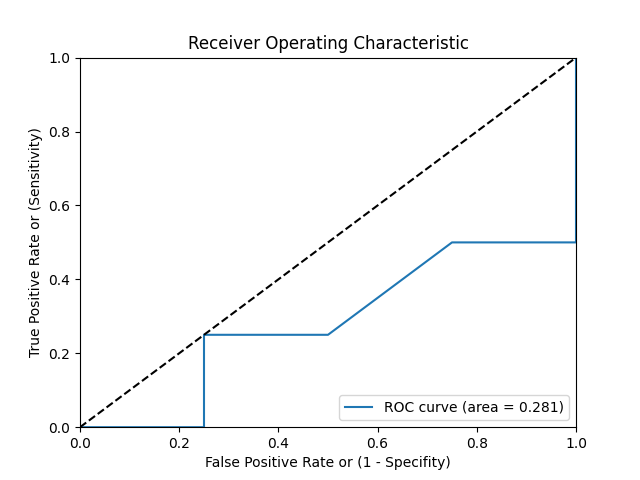 Receiver Operating Characteristic
1.0
0.8
0.6
0.4
0.2
0.0
True Positive Rate or (Sensitivity)
ROC curve (area = 0.281)
0.0 0.2 0.4 0.6 0.8 1.0
False Positive Rate or (1 - Specifity)